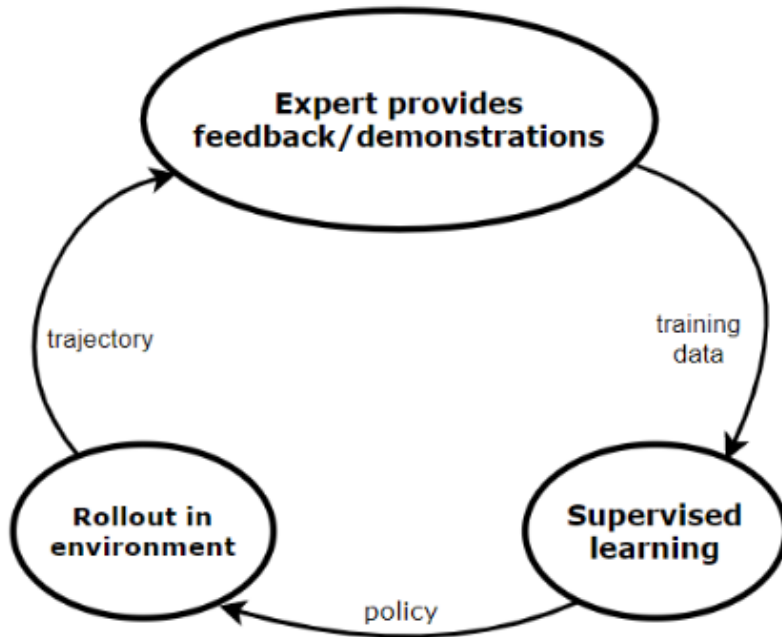 Expert provides
feedback/demonstrations
trajectory
training
data
Rollout in
environment
Supervised
learning
policy